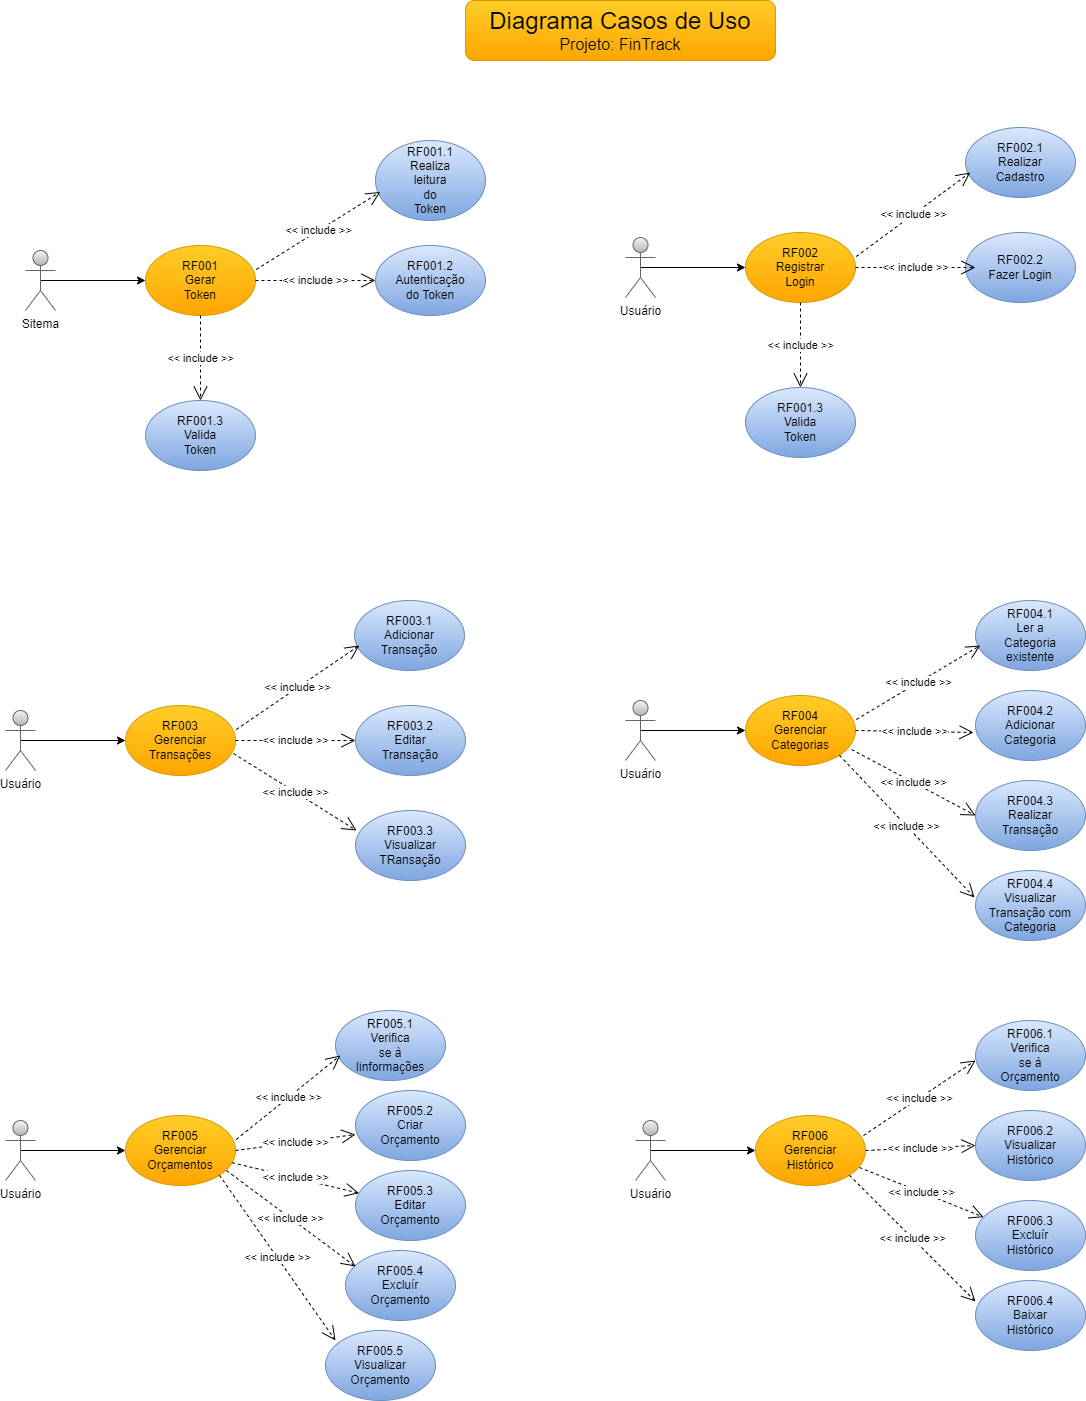 Diagrama Casos de Uso
Projeto: FinTrack
Sitema
RF001
Gerar
Token
<< include >>
RF001.1
Realiza
leitura
do
Token
<< include >>
RF001.2
Autenticação
do Token
<< include >>
RF001.3
Valida
Token
Usuário
RF002
Registrar
Login
<< include >>
RF002.1
Realizar
Cadastro
<< include >>
RF002.2
Fazer Login
<< include >>
RF001.3
Valida
Token
Usuário
RF003
Gerenciar
Transações
<< include >>
RF003.1
Adicionar
Transação
<< include >>
RF003.2
Editar
Transação
<< include >>
RF003.3
Visualizar
TRansação
Usuário
RF004
Gerenciar
Categorias
<< include >>
RF004.1
Ler a
Categoria
existente
<< include >>
RF004.2
Adicionar
Categoria
<< include >>
RF004.3
Realizar
Transação
<< include >>
RF004.4
Visualizar
Transação com
Categoria
Usuário
RF005
Gerenciar
Orçamentos
<< include >>
RF005.1
Verifica
se à
Iinformações
<< include >>
RF005.2
Criar
Orçamento
<< include >>
RF005.3
Editar
Orçamento
<< include >>
RF005.4
Excluír
Orçamento
<< include >>
RF005.5
Visualizar
Orçamento
Usuário
RF006
Gerenciar
Histórico
<< include >>
RF006.1
Verifica
se à
Orçamento
<< include >>
RF006.2
Visualizar
Histórico
<< include >>
RF006.3
Excluír
Histórico
<< include >>
RF006.4
Baixar
Histórico